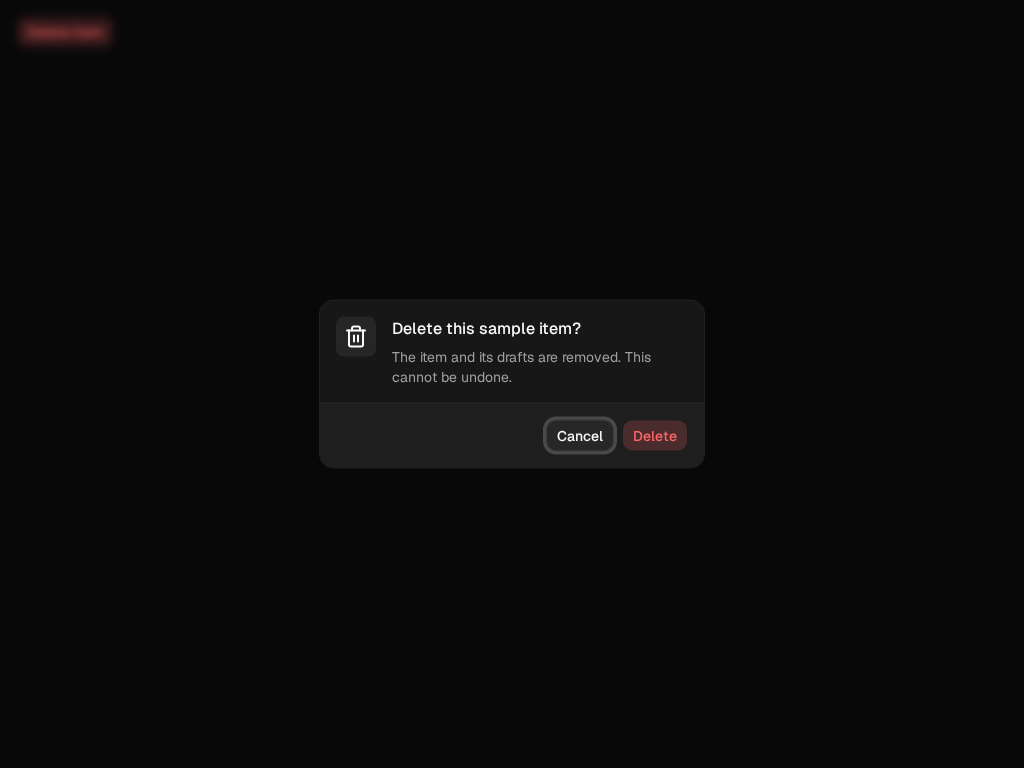 Delete this sample item?
The item and its drafts are removed. This
cannot be undone.
Cancel
Delete